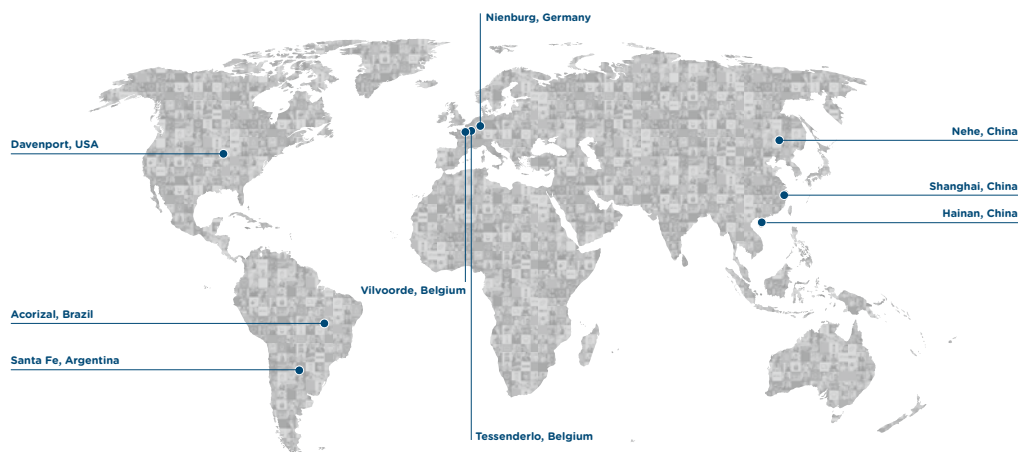 Nienburg, Germany
Davenport, USA
Nehe, China
Shanghai, China
Hainan, China
Vilvoorde, Belgium
Acorizal, Brazil
Santa Fe, Argentina
Tessenderlo, Belgium